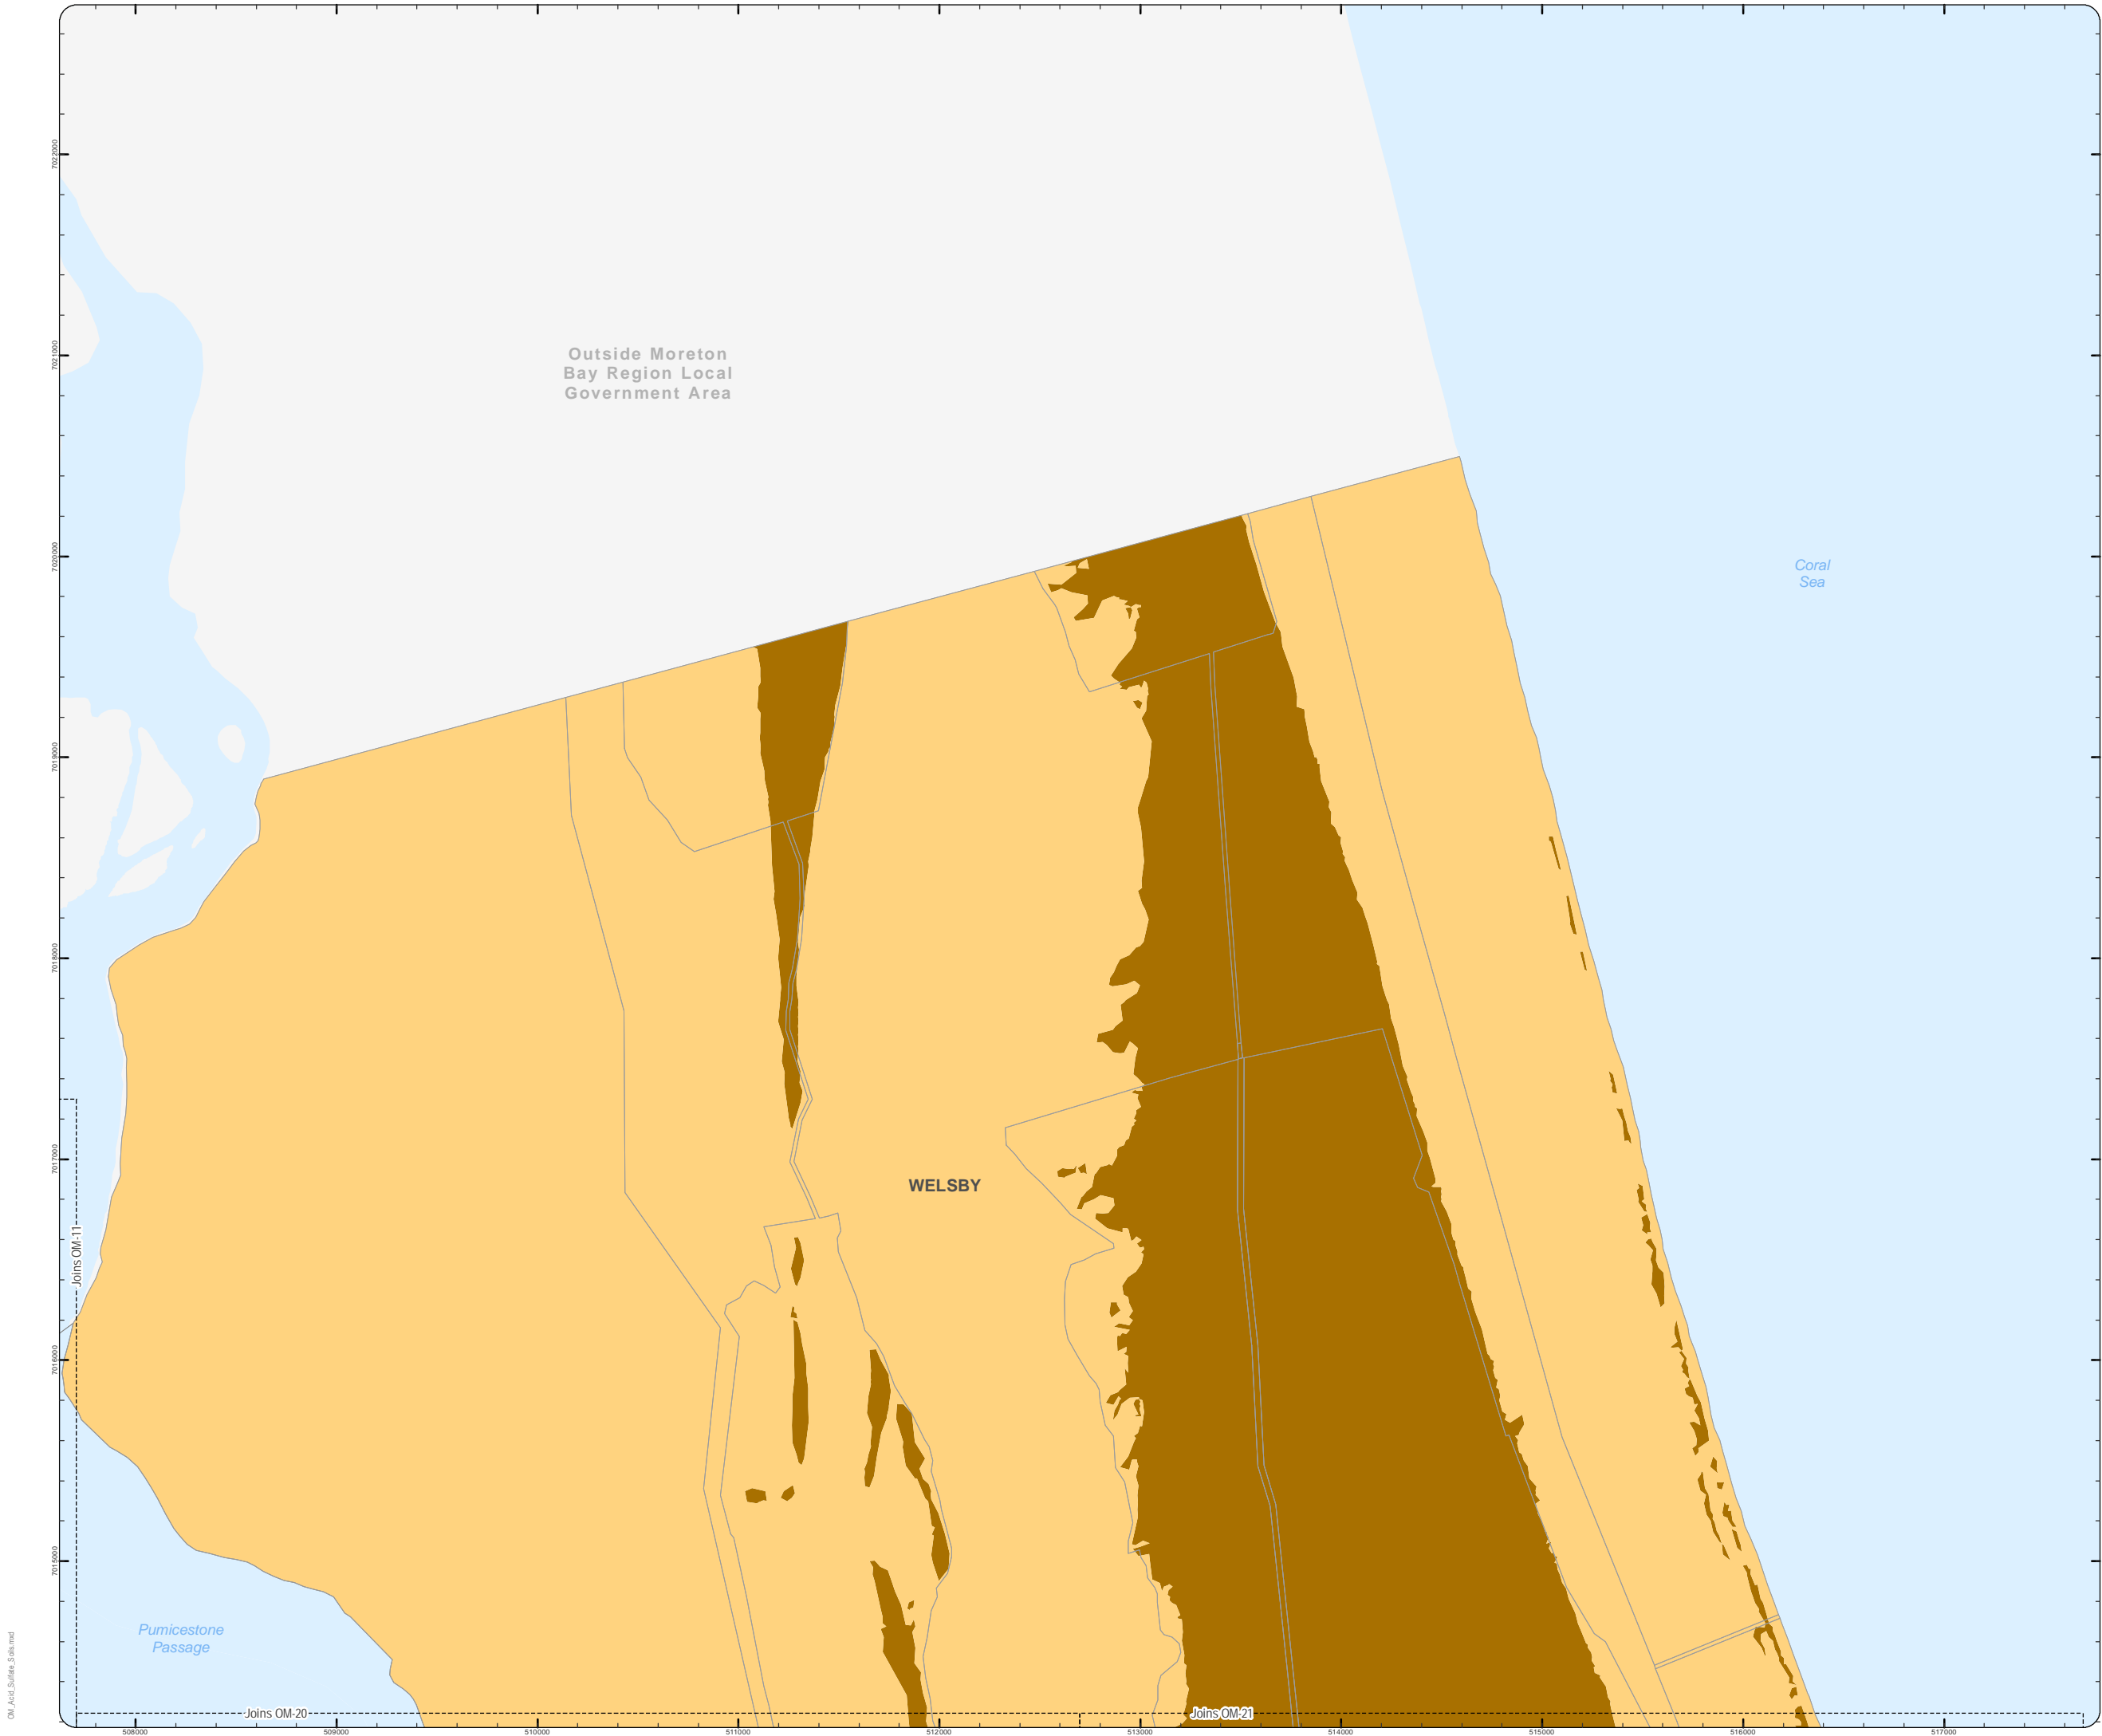 Outside Moreton
Bay Region Local
Government Area
Coral
Sea
WELSBY
Pumicestone
Passage
Joins OM-11
Joins OM-20
Joins OM-21
7022000
7021000
7020000
7019000
7018000
7017000
7016000
7015000
508000
509000
510000
511000
512000
513000
514000
515000
516000
517000
OM_Acid_Sulfate_Soils.mxd